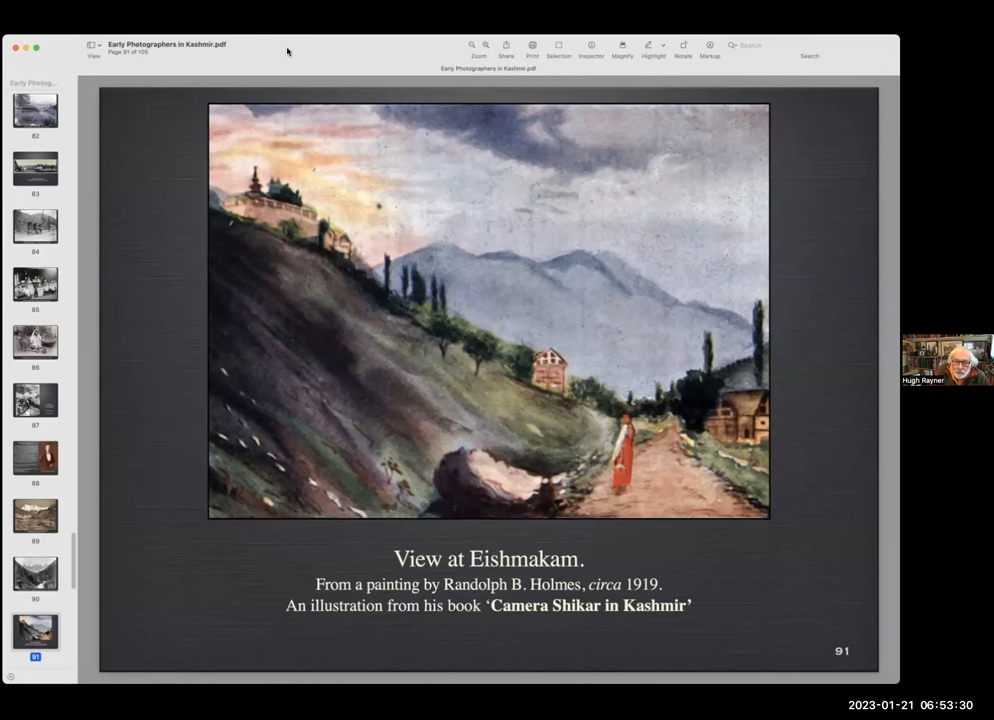 Early Photographers in Kashmir.pdf
Page 91 of 105
View
Zoom
Share
Print
Selection
Inspector
Magnify
Highlight
Rotate
Markup
Search
Search
Early Photographers in Kashmir.pdf
Early Photog...
82
83
84
85
86
87
88
89
90
91
View at Eishmakam.
From a painting by Randolph B. Holmes, circa 1919.
An illustration from his book ‘Camera Shikar in Kashmir’
91
Hugh Rayner
2023-01-21 06:53:30